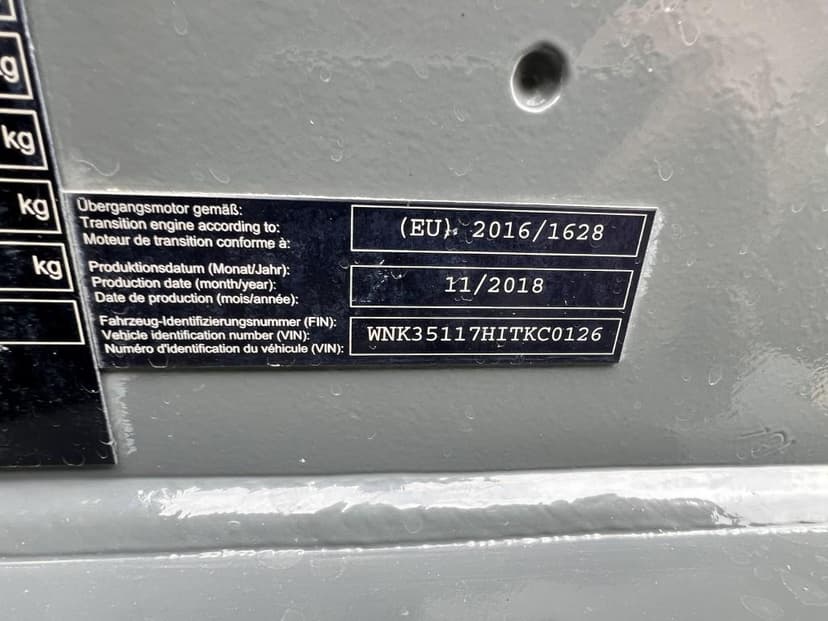 kg
kg
kg
kg
Übergangsmotor gemäß:
Transition engine according to:
Moteur de transition conforme à:
(EU). 2016/1628
Produktionsdatum (Monat/Jahr):
Production date (month/year):
Date de production (mois/année):
11/2018
Fahrzeug-Identifizierungsnummer (FIN):
Vehicle identification number (VIN):
Numéro d'identification du véhicule (VIN):
WNK35117HITKC0126